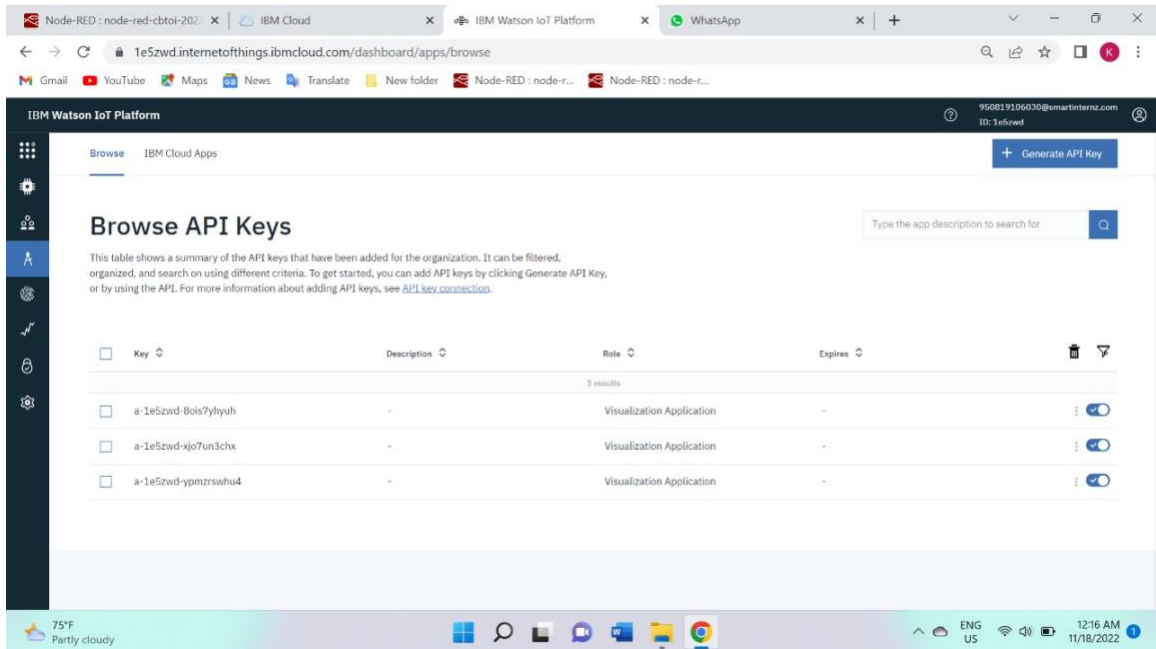 Node-RED : node-red-cbtoi-202
IBM Cloud
IBM Watson IoT Platform
WhatsApp
1e5zwd.internetofthings.ibmcloud.com/dashboard/apps/browse
K
Gmail
YouTube
Maps
News
Translate
New folder
Node-RED : node-r...
Node-RED : node-r...
IBM Watson IoT Platform
950819106030@smartinternz.com
ID: 1e5zwd
Browse
IBM Cloud Apps
+ Generate API Key
Browse API Keys
Type the app description to search for
This table shows a summary of the API keys that have been added for the organization. It can be filtered,
organized, and search on using different criteria. To get started, you can add API keys by clicking Generate API Key,
or by using the API. For more information about adding API keys, see API key connection.
Key Description Role Expires
3 results
a-1e5zwd-8ois7yhyuh - Visualization Application -
a-1e5zwd-xjo7un3chx - Visualization Application -
a-1e5zwd-ypmzrswhu4 - Visualization Application -
75°F
Partly cloudy
ENG
US
12:16 AM
11/18/2022
1